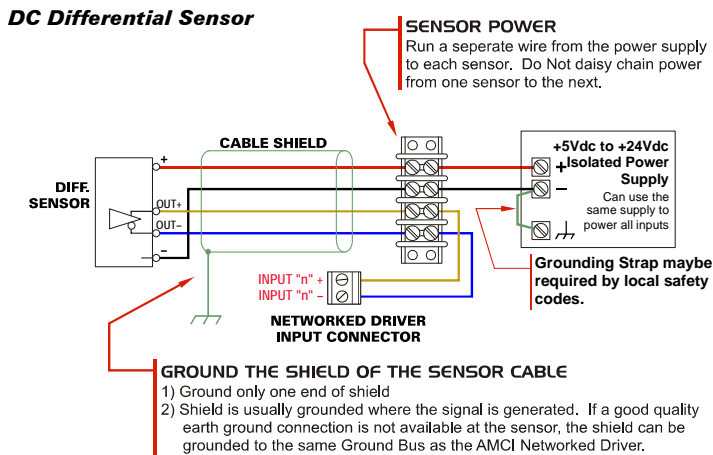 DC Differential Sensor
SENSOR POWER
Run a seperate wire from the power supply
to each sensor.  Do Not daisy chain power
from one sensor to the next.
CABLE SHIELD
+
DIFF.
SENSOR
OUT+
OUT–
–
+5Vdc to +24Vdc
Isolated Power
Supply
Can use the
same supply to
power all inputs
+
–
Grounding Strap maybe
required by local safety
codes.
INPUT "n" +
INPUT "n" –
NETWORKED DRIVER
INPUT CONNECTOR
GROUND THE SHIELD OF THE SENSOR CABLE
1) Ground only one end of shield
2) Shield is usually grounded where the signal is generated.  If a good quality
earth ground connection is not available at the sensor, the shield can be
grounded to the same Ground Bus as the AMCI Networked Driver.